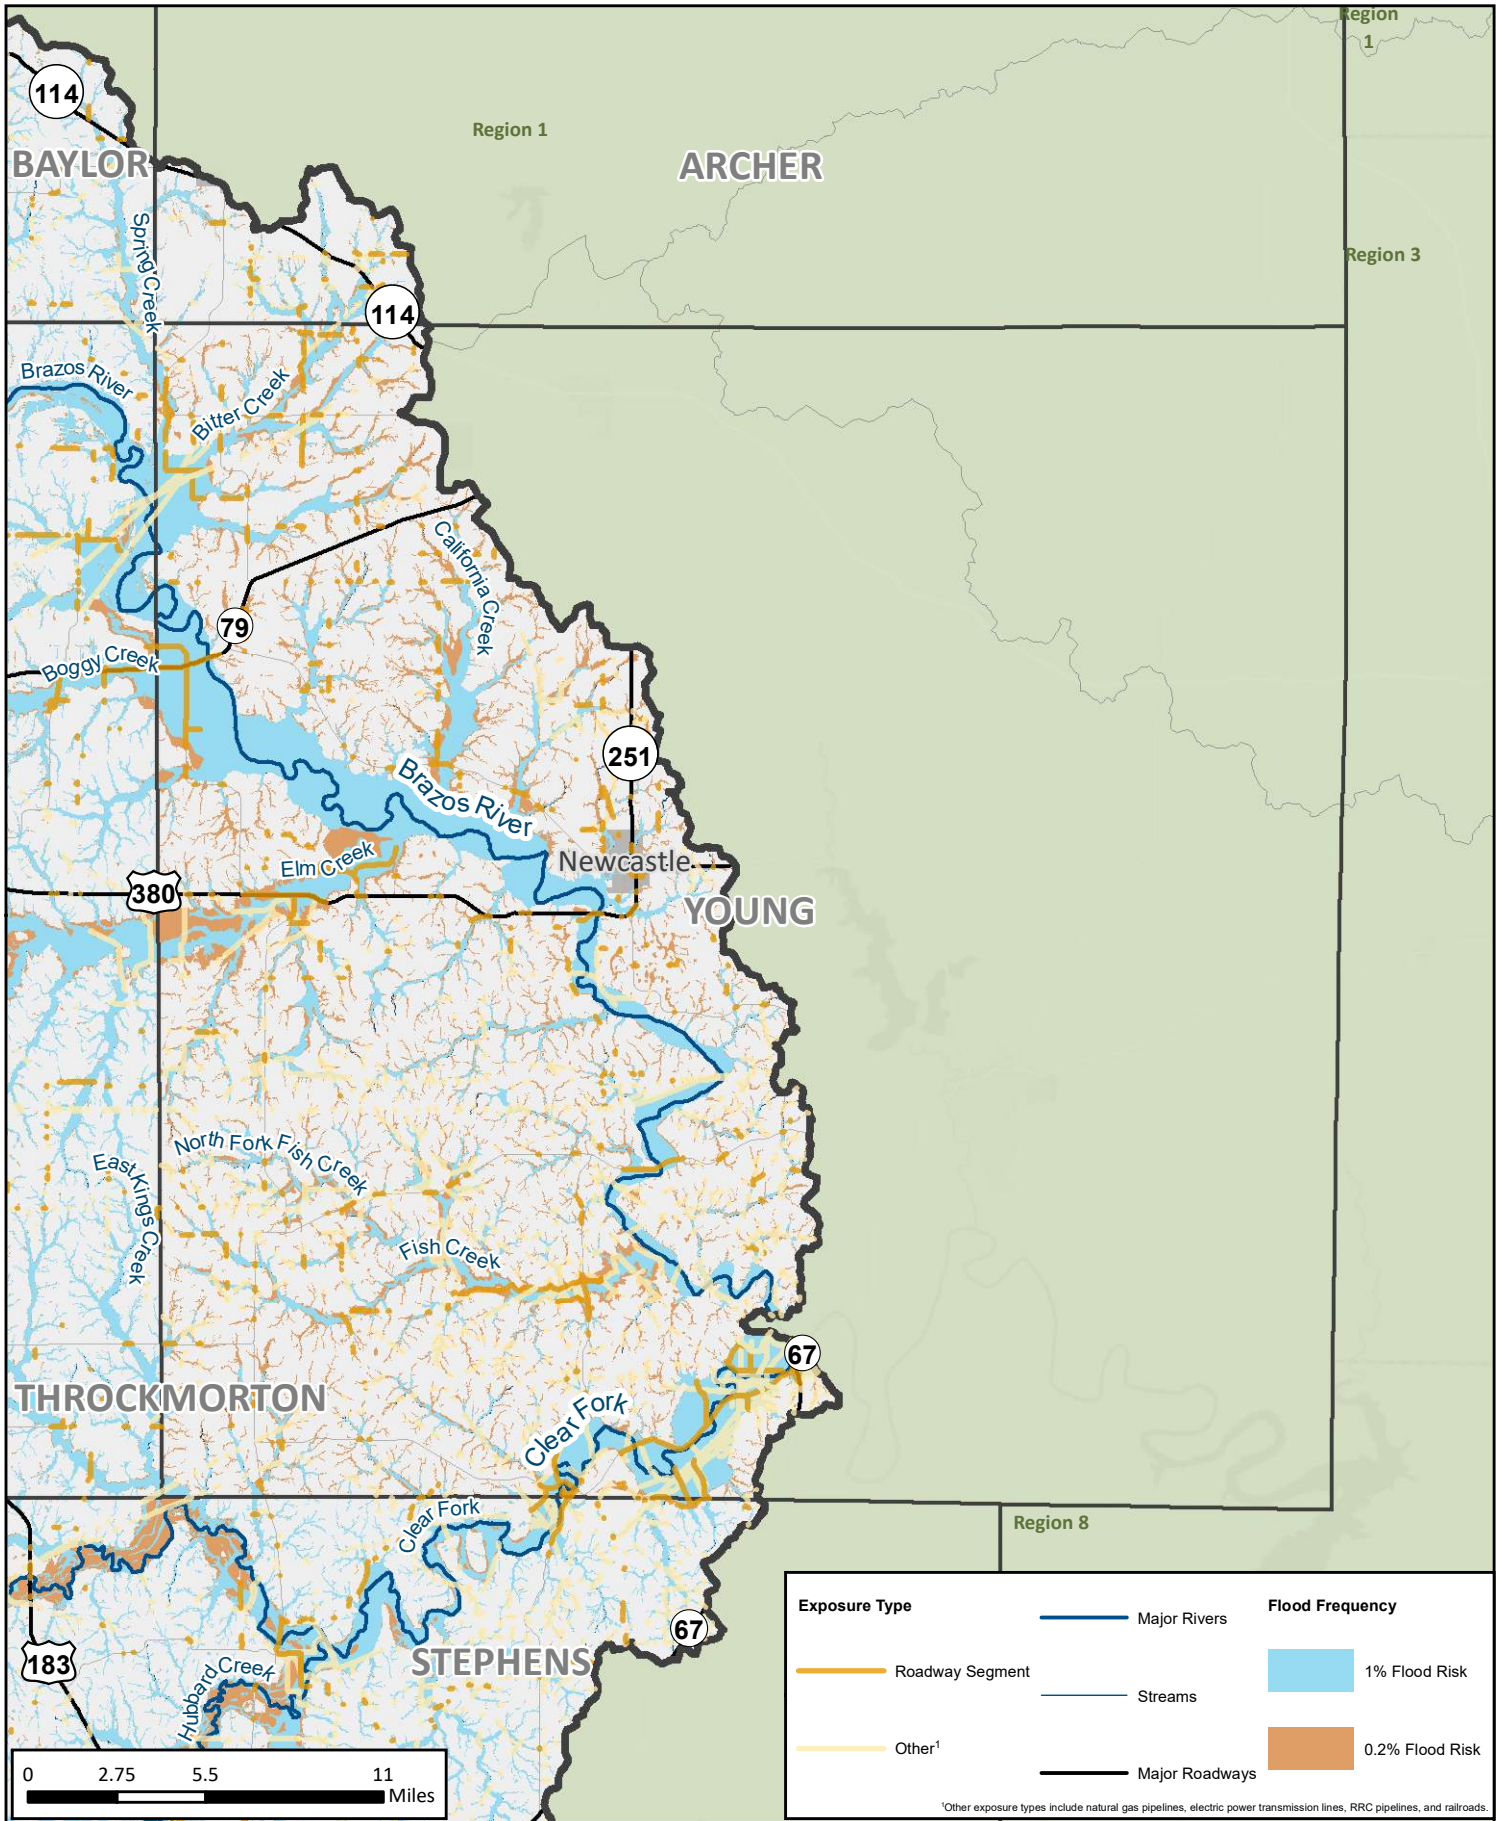 Region
1
114
Region 1
BAYLOR
ARCHER
Spring Creek
Region 3
114
Brazos River
Bitter Creek
California Creek
79
Boggy Creek
251
Brazos River
Elm Creek
Newcastle
380
YOUNG
North Fork Fish Creek
East Kings Creek
Fish Creek
67
THROCKMORTON
Clear Fork
Clear Fork
Region 8
67
183
STEPHENS
Hubbard Creek
Exposure Type
Roadway Segment
Other¹
Major Rivers
Streams
Major Roadways
Flood Frequency
1% Flood Risk
0.2% Flood Risk
¹Other exposure types include natural gas pipelines, electric power transmission lines, RRC pipelines, and railroads.
0 2.75 5.5 11
Miles